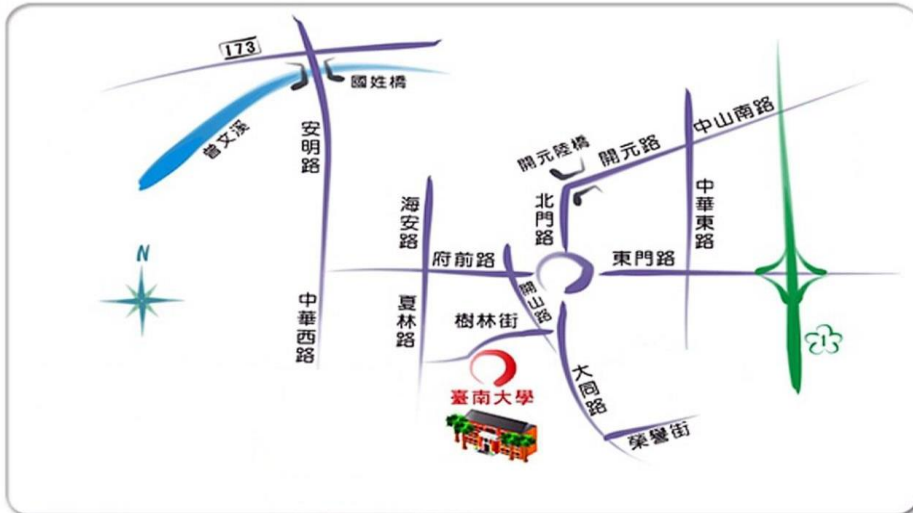 173
國姓橋
曾文溪
安明路
中山南路
開元路
開元陸橋
海安路
北門路
中華東路
府前路
東門路
開山路
中華西路
夏林路
樹林街
N
1
臺南大學
大同路
榮譽街